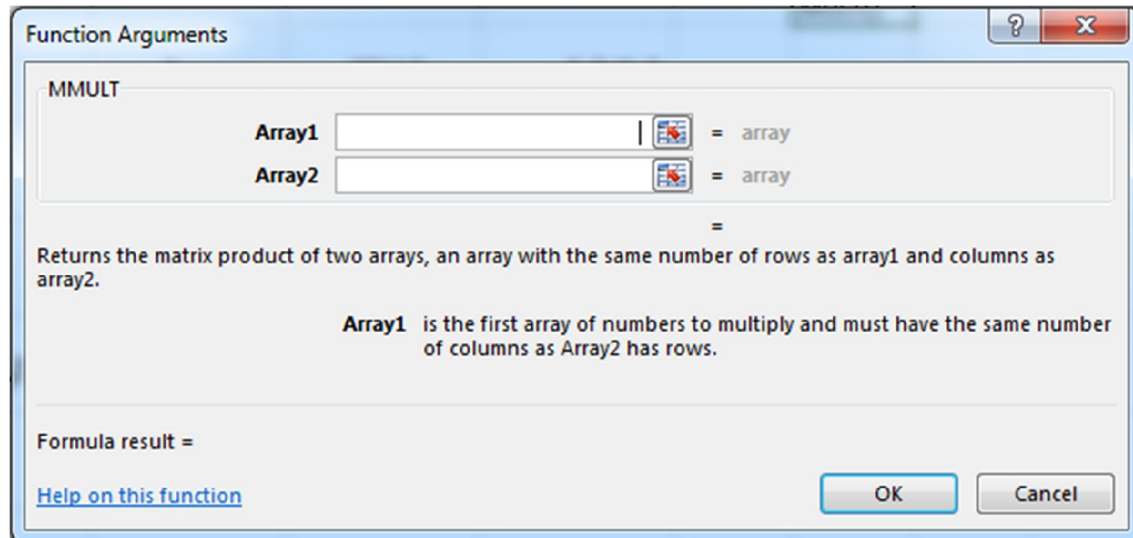 Function Arguments
?
MMULT
Array1 = array
Array2 = array
=
Returns the matrix product of two arrays, an array with the same number of rows as array1 and columns as
array2.
Array1 is the first array of numbers to multiply and must have the same number
of columns as Array2 has rows.
Formula result =
Help on this function
OK Cancel